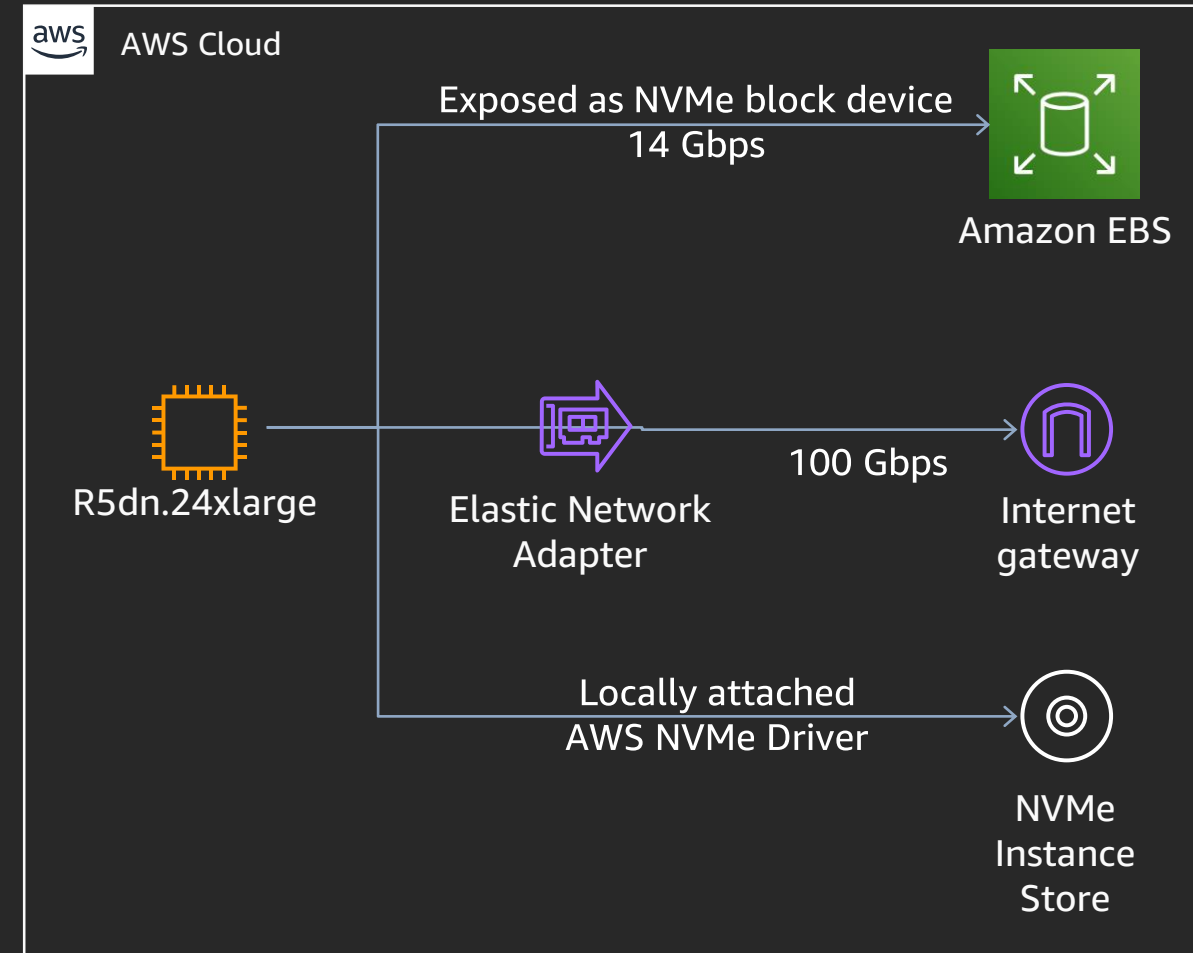 aws
AWS Cloud
Exposed as NVMe block device
14 Gbps
Amazon EBS
R5dn.24xlarge
Elastic Network
Adapter
100 Gbps
Internet
gateway
Locally attached
AWS NVMe Driver
NVMe
Instance
Store